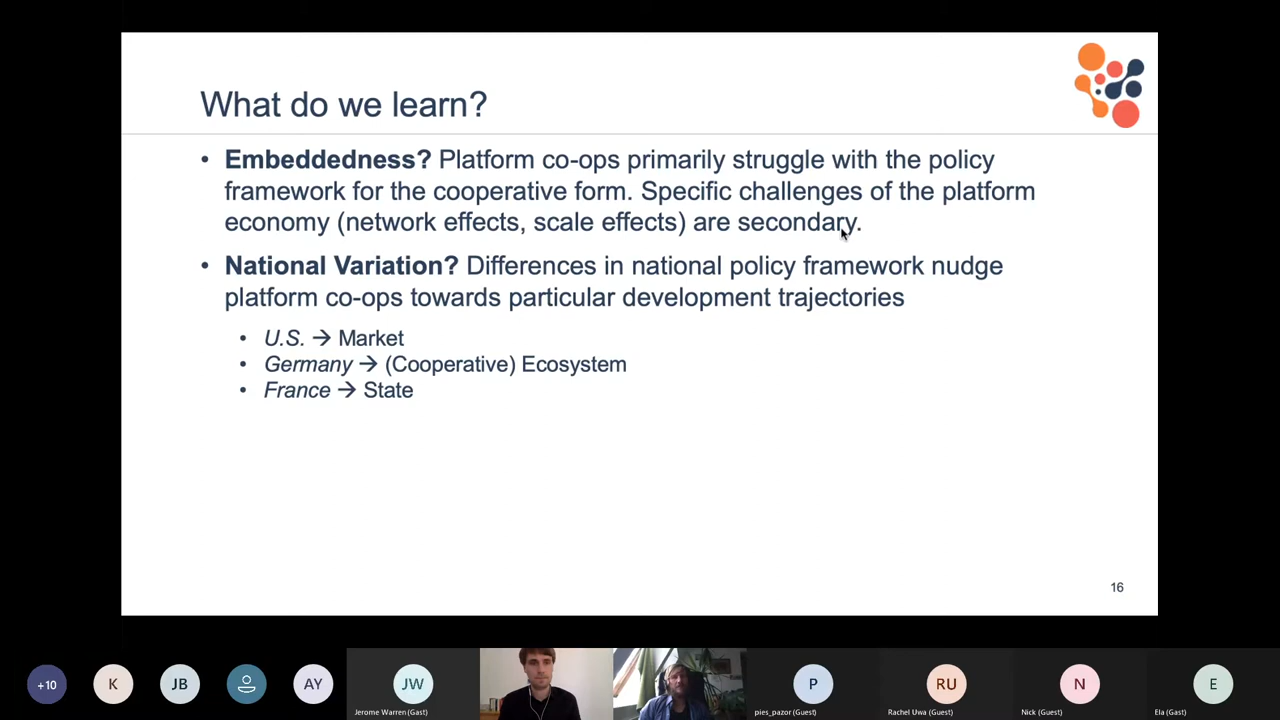 What do we learn?
• Embeddedness? Platform co-ops primarily struggle with the policy
framework for the cooperative form. Specific challenges of the platform
economy (network effects, scale effects) are secondary.
• National Variation? Differences in national policy framework nudge
platform co-ops towards particular development trajectories
• U.S. → Market
• Germany → (Cooperative) Ecosystem
• France → State
16
+10
K
JB
AY
JW
P
RU
N
E
Jerome Warren (Gast)
pies_pazor (Guest)
Rachel Uwa (Guest)
Nick (Guest)
Ela (Gast)